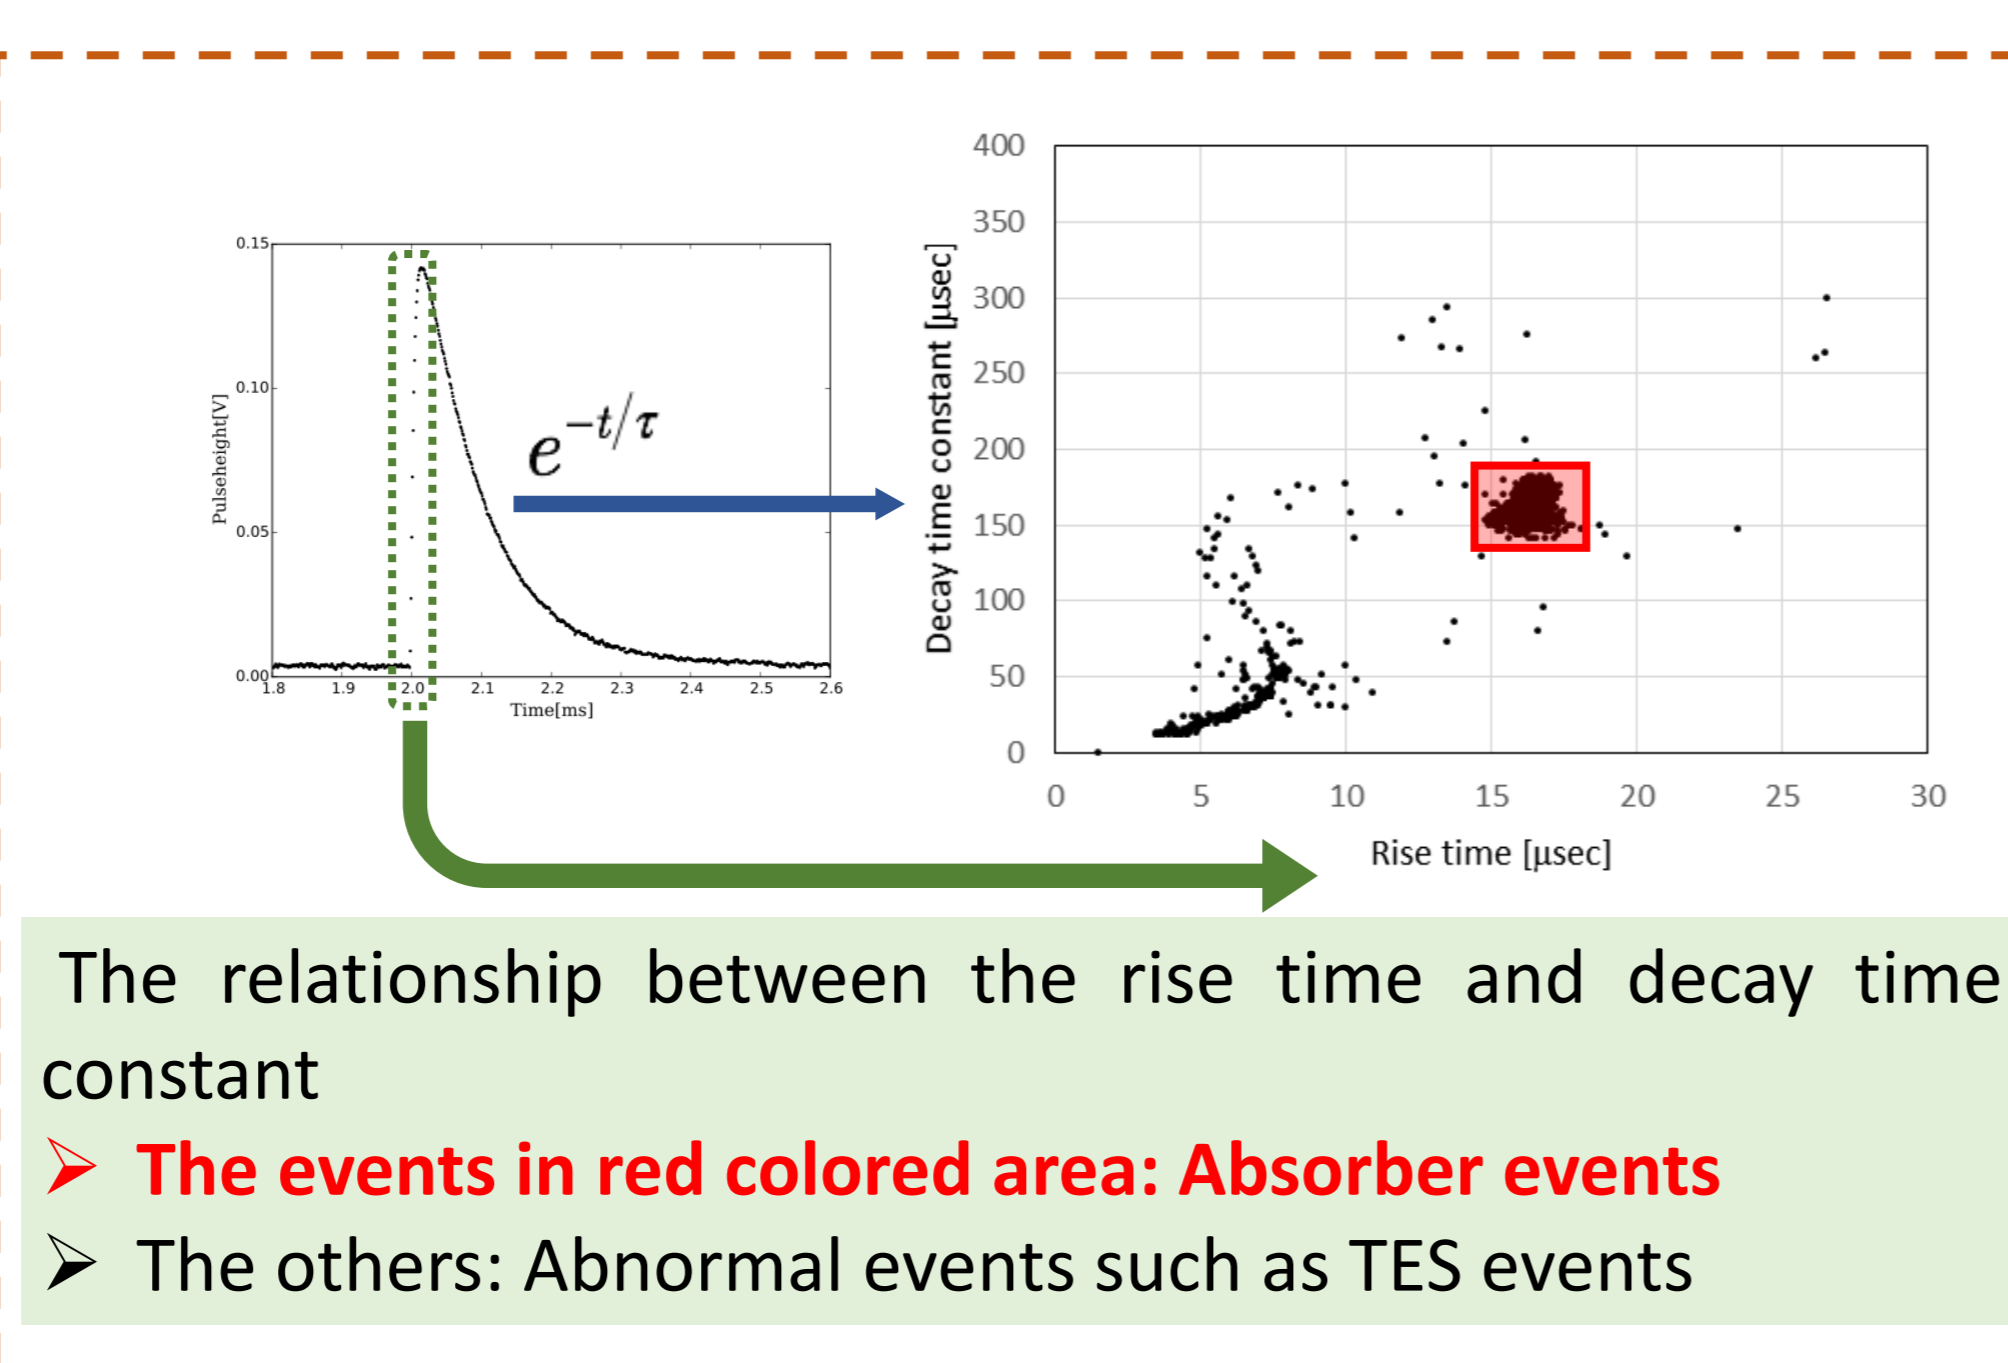 0.15
0.10
0.05
0.00
Pulseheight[V]
1.8 1.9 2.0 2.1 2.2 2.3 2.4 2.5 2.6
Time[ms]
e^{-t/τ}
400
350
300
250
200
150
100
50
0
Decay time constant [μsec]
0 5 10 15 20 25 30
Rise time [μsec]
The relationship between the rise time and decay time
constant
➢ The events in red colored area: Absorber events
➢ The others: Abnormal events such as TES events